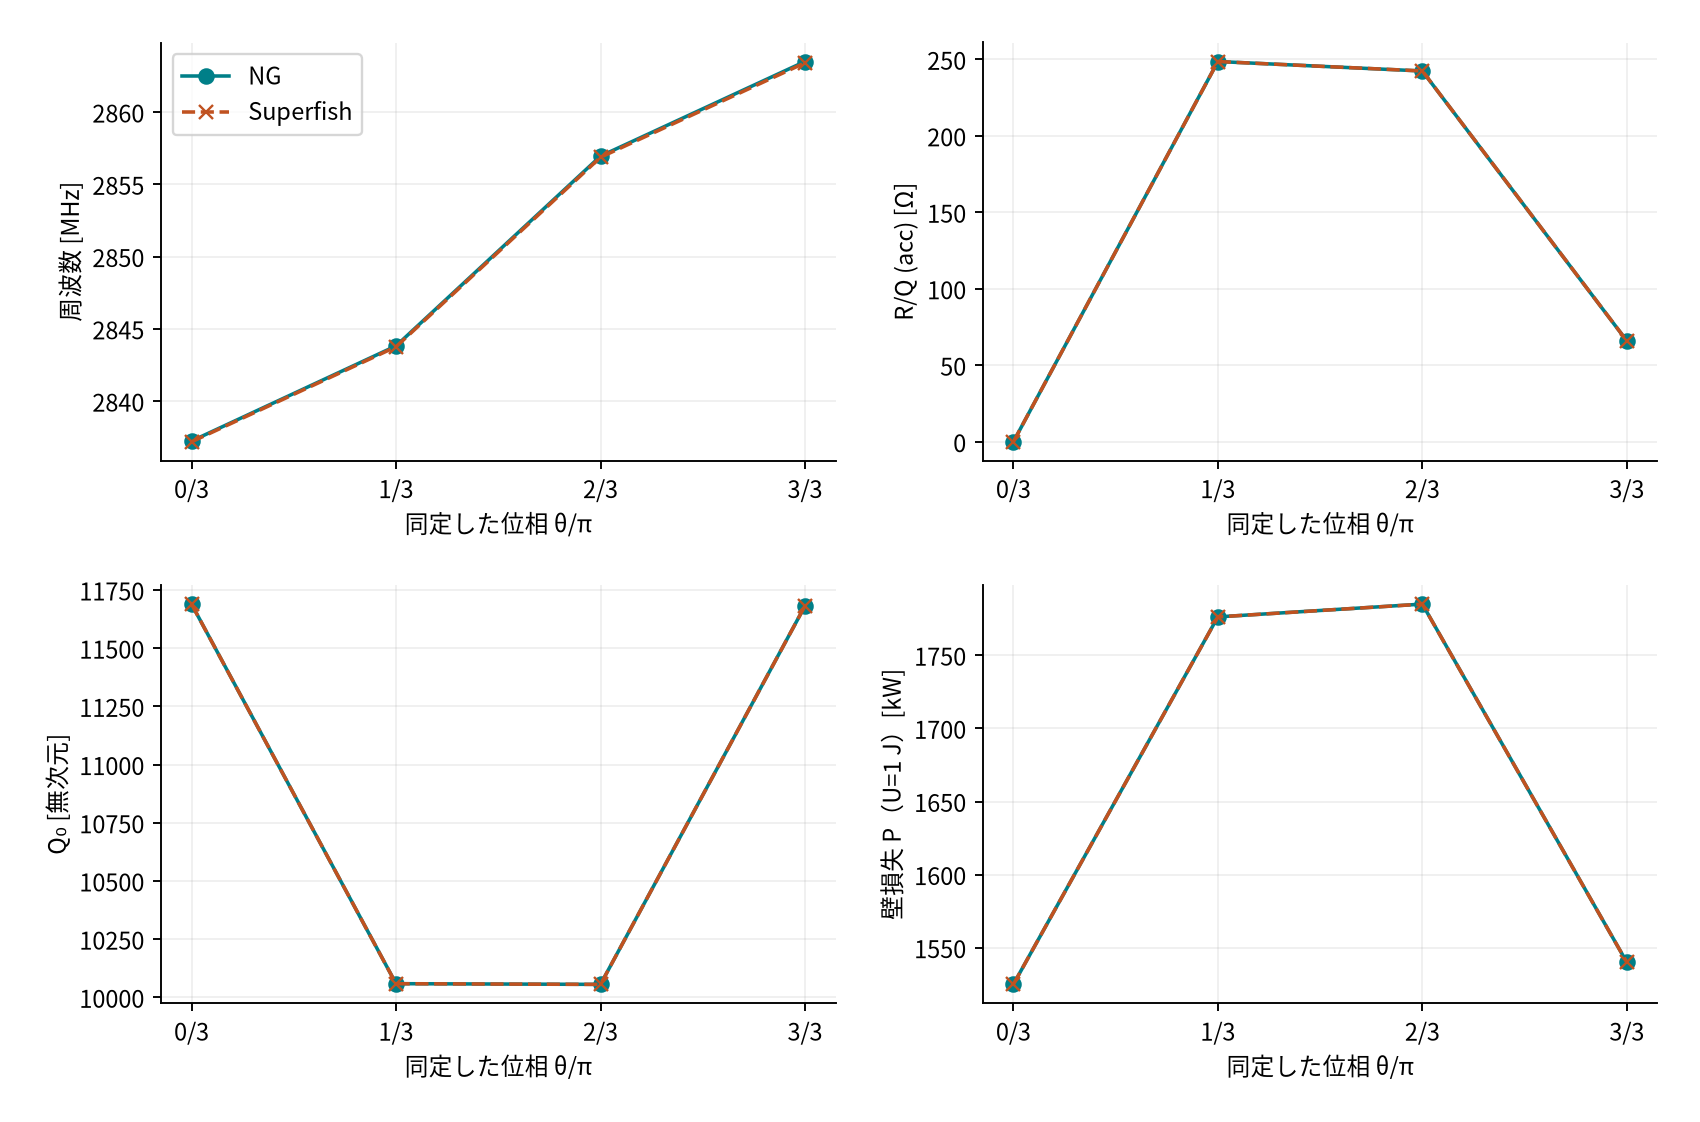 NG
Superfish
周波数 [MHz]
2860
2855
2850
2845
2840
0/3 1/3 2/3 3/3
同定した位相 θ/π
R/Q (acc) [Ω]
250
200
150
100
50
0
0/3 1/3 2/3 3/3
同定した位相 θ/π
Q₀ [無次元]
11750
11500
11250
11000
10750
10500
10250
10000
0/3 1/3 2/3 3/3
同定した位相 θ/π
壁損失 P（U=1 J）[kW]
1750
1700
1650
1600
1550
0/3 1/3 2/3 3/3
同定した位相 θ/π